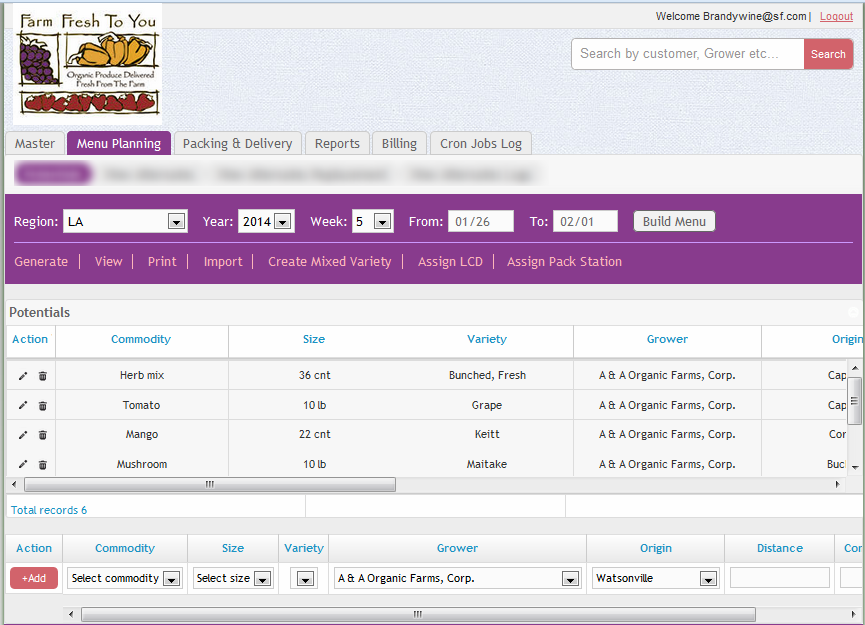 Farm Fresh To You
Organic Produce Delivered
Fresh From The Farm
Welcome Brandywine@sf.com | Logout
Search by customer, Grower etc... Search
Master Menu Planning Packing & Delivery Reports Billing Cron Jobs Log
Region: LA Year: 2014 Week: 5 From: 01/26 To: 02/01 Build Menu
Generate | View | Print | Import | Create Mixed Variety | Assign LCD | Assign Pack Station
Potentials
Action Commodity Size Variety Grower Origin
Herb mix 36 cnt Bunched, Fresh A & A Organic Farms, Corp. Cap
Tomato 10 lb Grape A & A Organic Farms, Corp. Cap
Mango 22 cnt Keitt A & A Organic Farms, Corp. Cor
Mushroom 10 lb Maitake A & A Organic Farms, Corp. Buc
Total records 6
Action Commodity Size Variety Grower Origin Distance Cor
+Add Select commodity Select size A & A Organic Farms, Corp. Watsonville